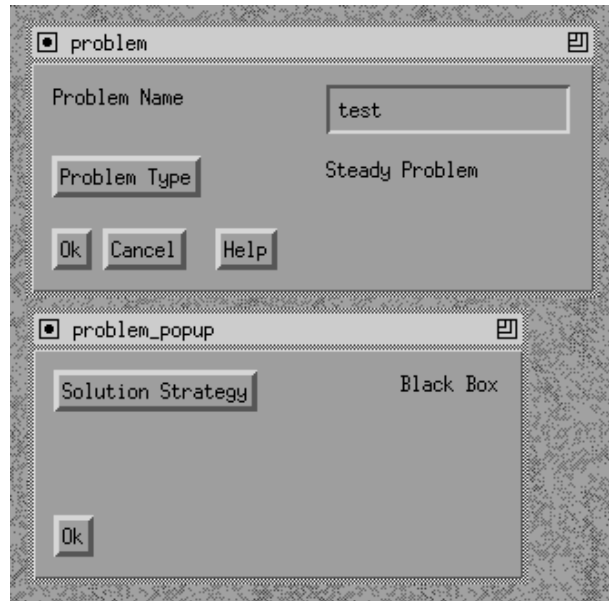 problem
Problem Name test
Problem Type Steady Problem
Ok Cancel Help
problem_popup
Solution Strategy Black Box
Ok